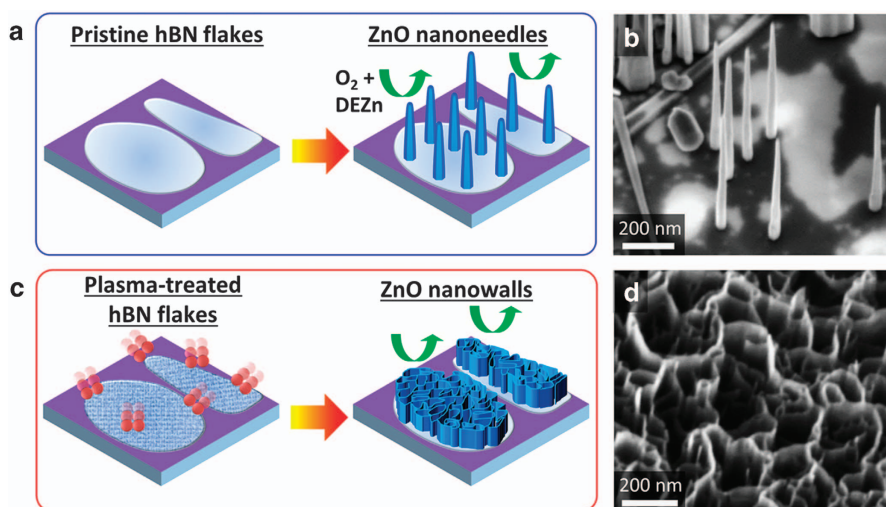 a
Pristine hBN flakes
ZnO nanoneedles
O₂ +
DEZn
b
200 nm
c
Plasma-treated
hBN flakes
ZnO nanowalls
d
200 nm